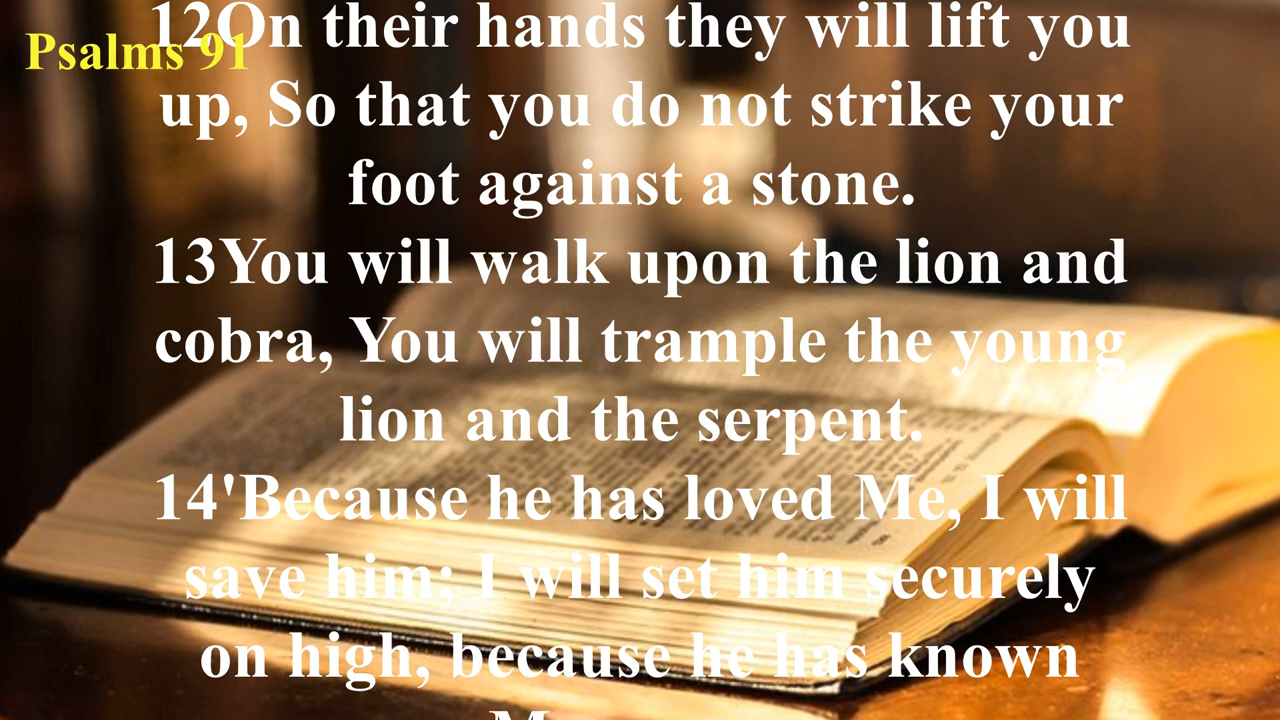 Psalms 91
12On their hands they will lift you
up, So that you do not strike your
foot against a stone.
13You will walk upon the lion and
cobra, You will trample the young
lion and the serpent.
14'Because he has loved Me, I will
save him; I will set him securely
on high, because he has known